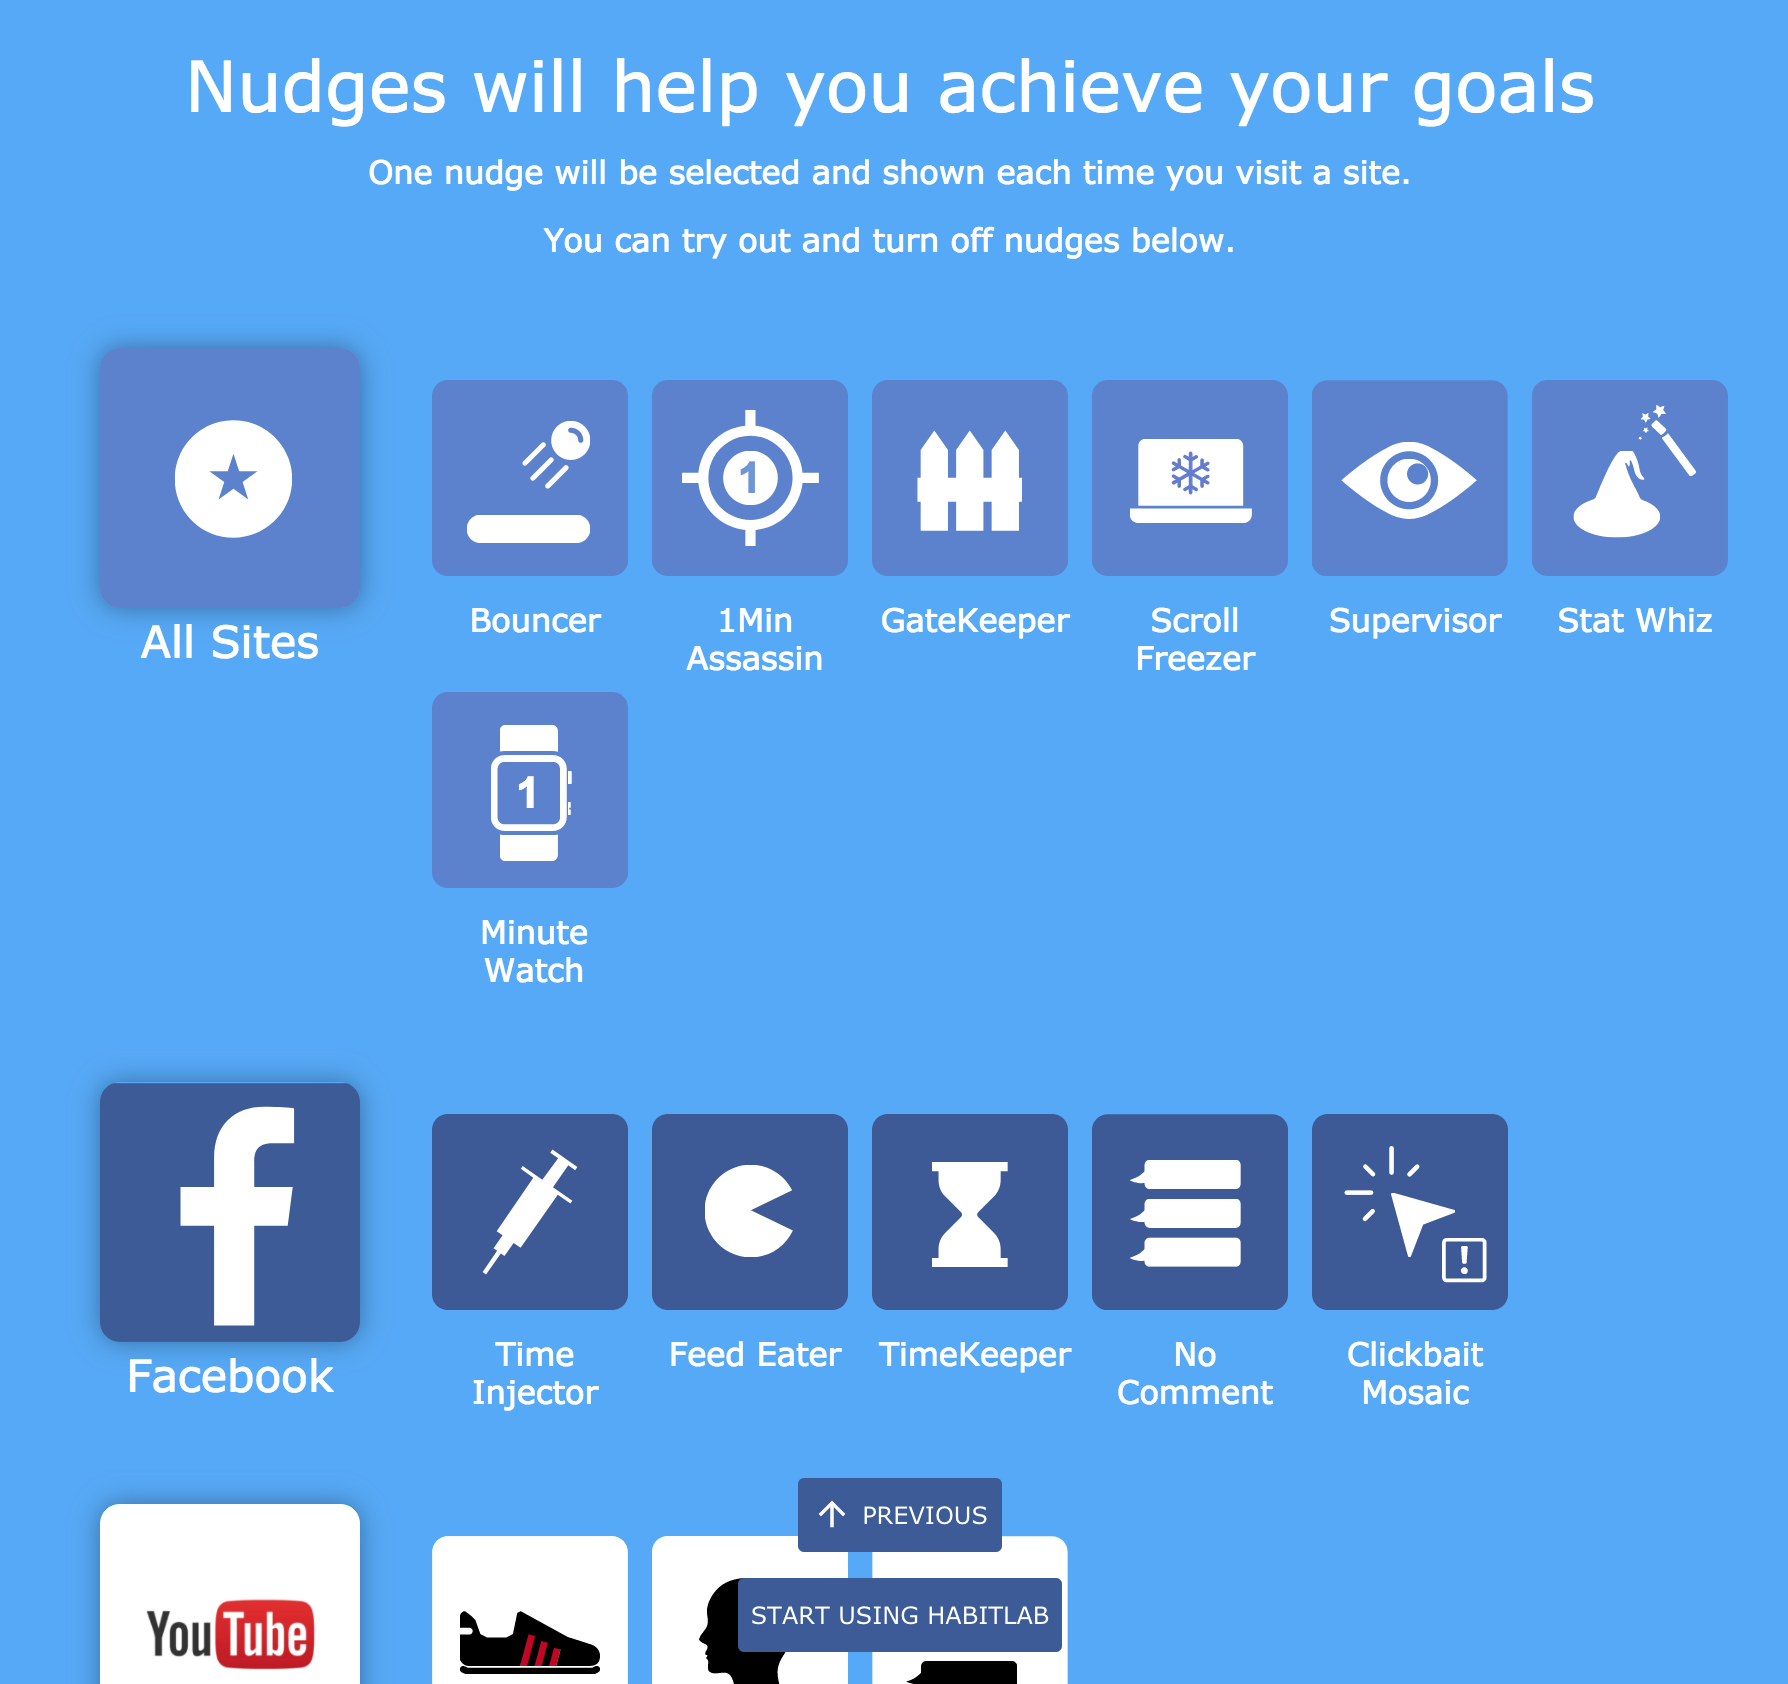 Nudges will help you achieve your goals
One nudge will be selected and shown each time you visit a site.
You can try out and turn off nudges below.
1
1
All Sites
Bouncer
1Min
Assassin
GateKeeper
Scroll
Freezer
Supervisor
Stat Whiz
Minute
Watch
!
Facebook
Time
Injector
Feed Eater
TimeKeeper
No
Comment
Clickbait
Mosaic
PREVIOUS
START USING HABITLAB
YouTube